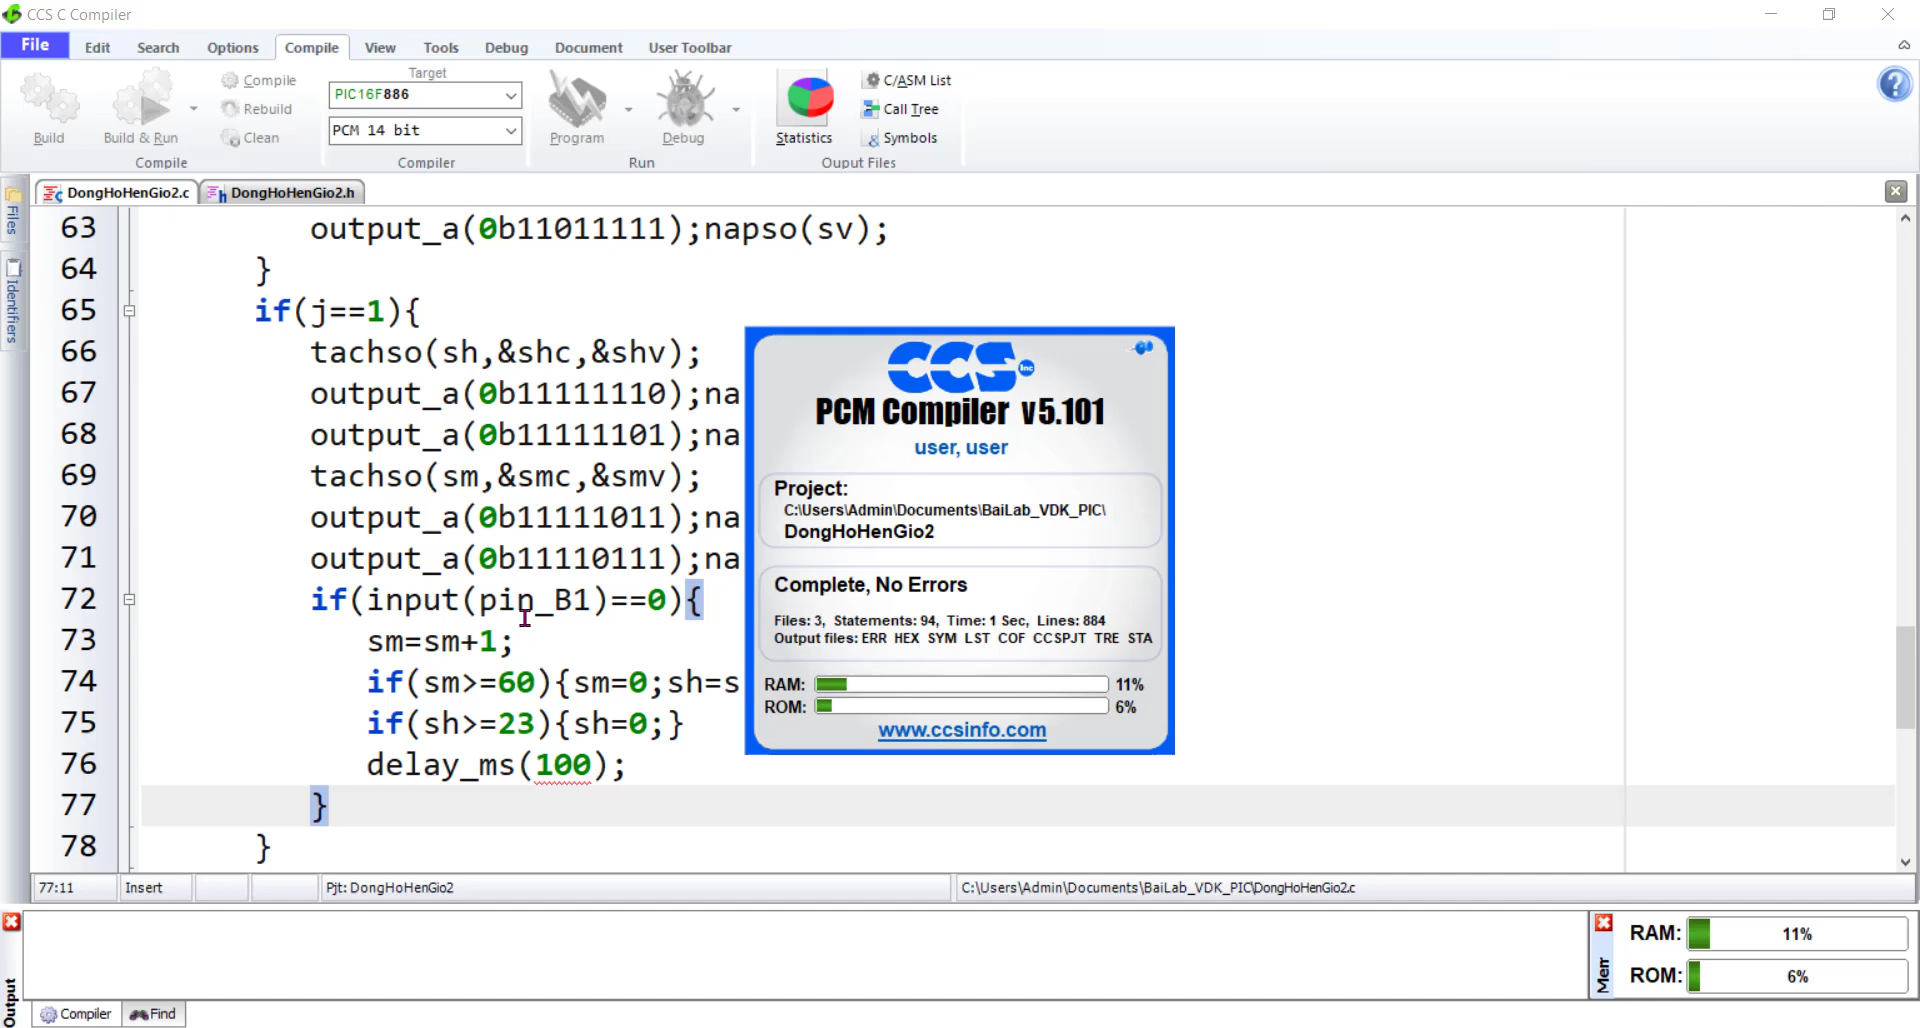 CCS C Compiler
File Edit Search Options Compile View Tools Debug Document User Toolbar
Build
Build & Run
Compile
Rebuild
Clean
Compile
Target
PIC16F886
PCM 14 bit
Compiler
Program
Debug
Run
Statistics
C/ASM List
Call Tree
Symbols
Ouput Files
DongHoHenGio2.c DongHoHenGio2.h
Files
Identifiers
63 output_a(0b11011111);napso(sv);
64 }
65 if(j==1){
66 tachso(sh,&shc,&shv);
67 output_a(0b11111110);na
68 output_a(0b11111101);na
69 tachso(sm,&smc,&smv);
70 output_a(0b11111011);na
71 output_a(0b11110111);na
72 if(input(pin_B1)==0){
73 sm=sm+1;
74 if(sm>=60){sm=0;sh=s
75 if(sh>=23){sh=0;}
76 delay_ms(100);
77 }
78 }
CCS Inc
PCM Compiler v5.101
user, user
Project:
C:\Users\Admin\Documents\BaiLab_VDK_PIC\
DongHoHenGio2
Complete, No Errors
Files: 3, Statements: 94, Time: 1 Sec, Lines: 884
Output files: ERR HEX SYM LST COF CCSPJT TRE STA
RAM: 11%
ROM: 6%
www.ccsinfo.com
77:11 Insert Pjt: DongHoHenGio2 C:\Users\Admin\Documents\BaiLab_VDK_PIC\DongHoHenGio2.c
Output
Compiler Find
RAM: 11%
ROM: 6%